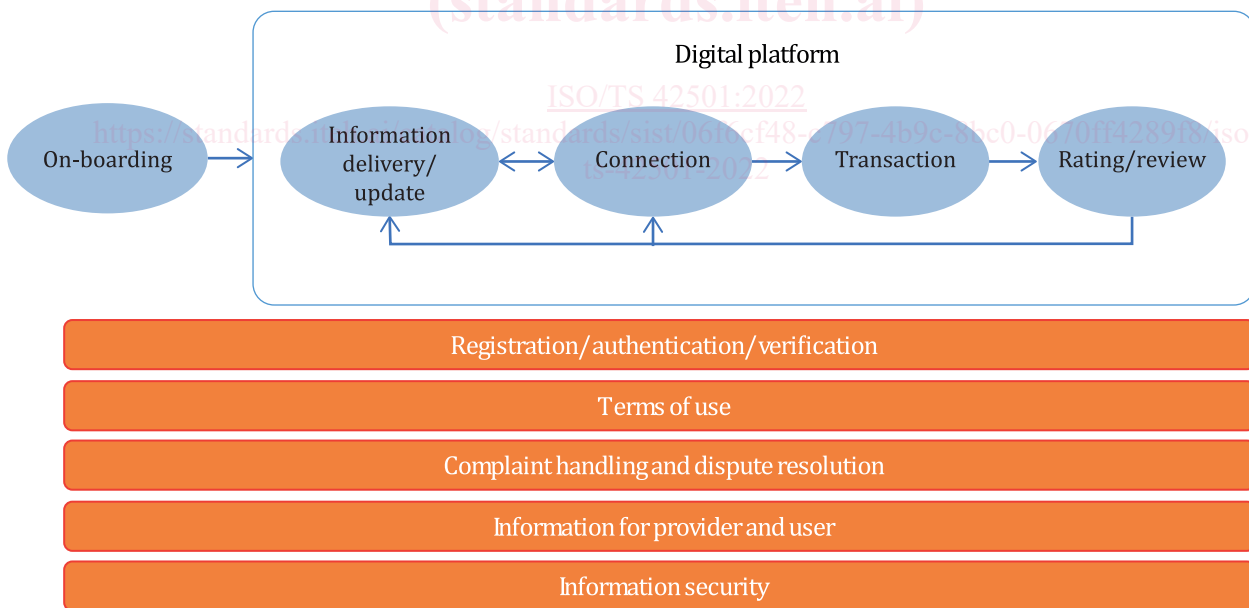 (standards.iteh.ai)
Digital platform
ISO/TS 42501:2022
On-boarding
Information
delivery/
update
Connection
Transaction
Rating/review
ts-42501-2022
Registration/authentication/verification
Terms of use
Complaint handling and dispute resolution
Information for provider and user
Information security